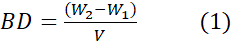 BD = (W₂−W₁)/V (1)